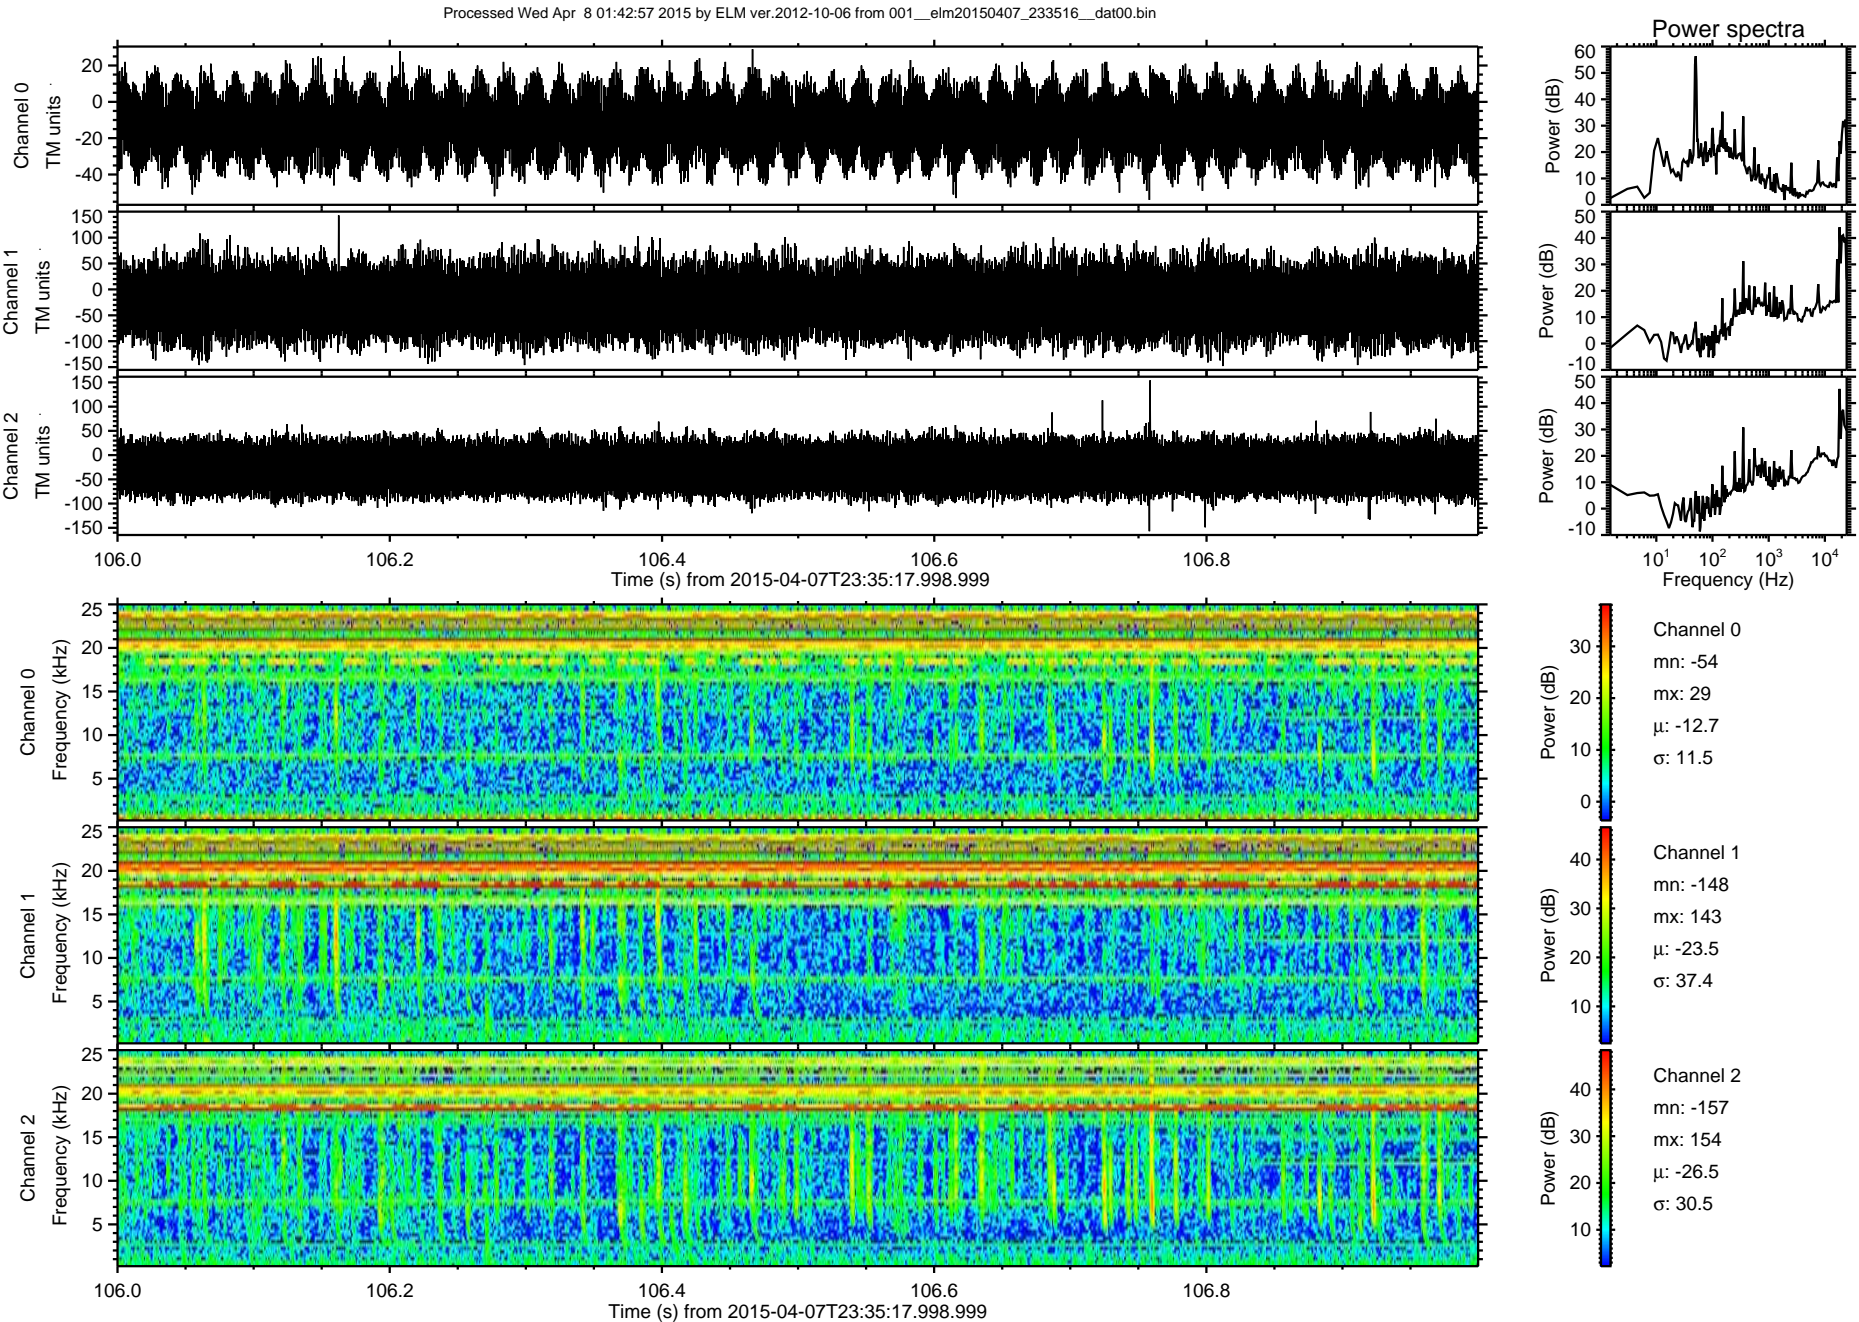 Processed Wed Apr  8 01:42:57 2015 by ELM ver.2012-10-06 from 001__elm20150407_233516__dat00.bin
Power spectra
Channel 0
TM units
20
0
-20
-40
Power (dB)
60
50
40
30
20
10
0
Channel 1
TM units
150
100
50
0
-50
-100
-150
Power (dB)
50
40
30
20
10
0
-10
Channel 2
TM units
150
100
50
0
-50
-100
-150
Power (dB)
50
40
30
20
10
0
-10
106.0 106.2 106.4 106.6 106.8
Time (s) from 2015-04-07T23:35:17.998.999
10¹ 10² 10³ 10⁴
Frequency (Hz)
Channel 0
Frequency (kHz)
25
20
15
10
5
Power (dB)
30
20
10
0
Channel 0
mn: -54
mx: 29
μ: -12.7
σ: 11.5
Channel 1
Frequency (kHz)
25
20
15
10
5
Power (dB)
40
30
20
10
Channel 1
mn: -148
mx: 143
μ: -23.5
σ: 37.4
Channel 2
Frequency (kHz)
25
20
15
10
5
Power (dB)
40
30
20
10
Channel 2
mn: -157
mx: 154
μ: -26.5
σ: 30.5
106.0 106.2 106.4 106.6 106.8
Time (s) from 2015-04-07T23:35:17.998.999